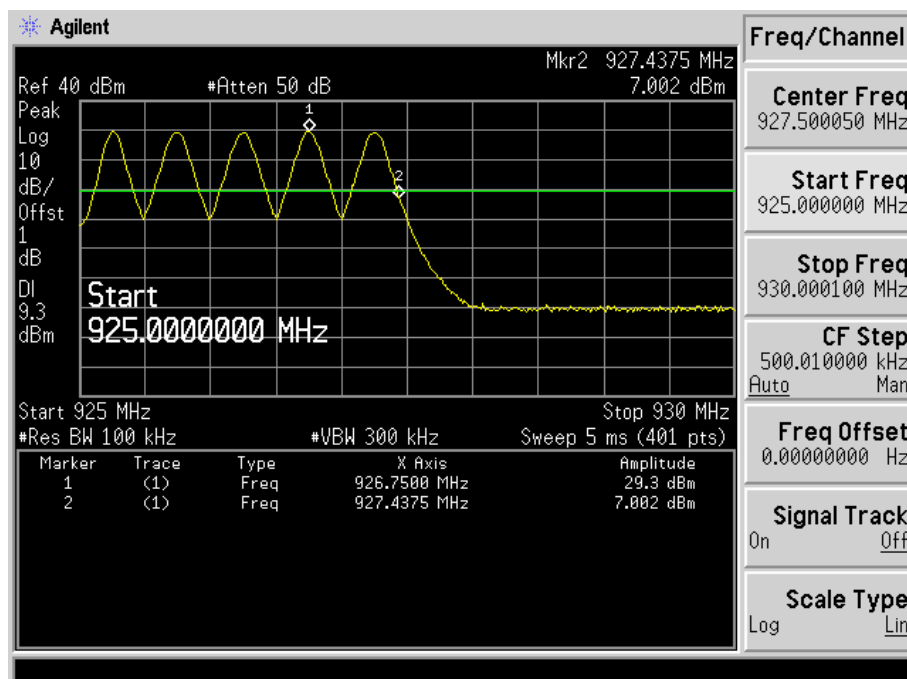 Agilent
Freq/Channel
Mkr2 927.4375 MHz
Ref 40 dBm #Atten 50 dB 7.002 dBm
Peak
Log
10
dB/
Offst
1
dB
DI
9.3
dBm
1
2
Start
925.0000000 MHz
Start 925 MHz Stop 930 MHz
#Res BW 100 kHz #VBW 300 kHz Sweep 5 ms (401 pts)
Marker Trace Type X Axis Amplitude
1 (1) Freq 926.7500 MHz 29.3 dBm
2 (1) Freq 927.4375 MHz 7.002 dBm
Center Freq
927.500050 MHz
Start Freq
925.000000 MHz
Stop Freq
930.000100 MHz
CF Step
500.010000 kHz
Auto Man
Freq Offset
0.00000000 Hz
Signal Track
On Off
Scale Type
Log Lin